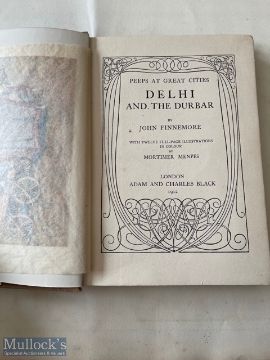 PEEPS AT GREAT CITIES
DELHI
AND THE DURBAR
BY
JOHN FINNEMORE
WITH TWELVE FULL-PAGE ILLUSTRATIONS
IN COLOUR
BY
MORTIMER MENPES
LONDON
ADAM AND CHARLES BLACK
1912
Mullock's
Specialist Auctioneers & Valuers